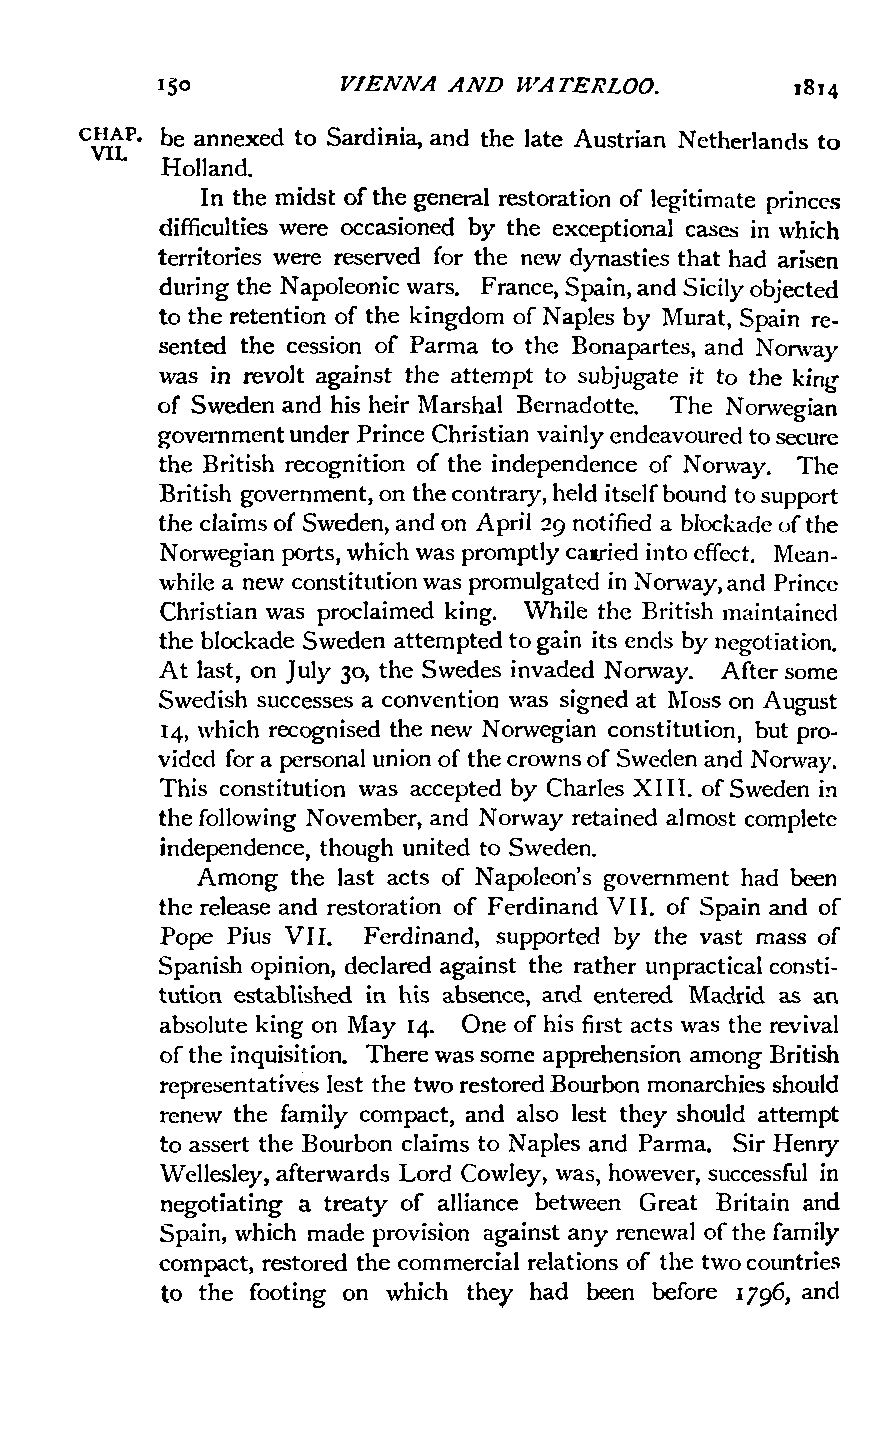 150 VIENNA AND WATERLOO. 1814
CHAP. VII. be annexed to Sardinia, and the late Austrian Netherlands to
Holland.
In the midst of the general restoration of legitimate princes
difficulties were occasioned by the exceptional cases in which
territories were reserved for the new dynasties that had arisen
during the Napoleonic wars. France, Spain, and Sicily objected
to the retention of the kingdom of Naples by Murat, Spain re-
sented the cession of Parma to the Bonapartes, and Norway
was in revolt against the attempt to subjugate it to the king
of Sweden and his heir Marshal Bernadotte. The Norwegian
government under Prince Christian vainly endeavoured to secure
the British recognition of the independence of Norway. The
British government, on the contrary, held itself bound to support
the claims of Sweden, and on April 29 notified a blockade of the
Norwegian ports, which was promptly carried into effect. Mean-
while a new constitution was promulgated in Norway, and Prince
Christian was proclaimed king. While the British maintained
the blockade Sweden attempted to gain its ends by negotiation.
At last, on July 30, the Swedes invaded Norway. After some
Swedish successes a convention was signed at Moss on August
14, which recognised the new Norwegian constitution, but pro-
vided for a personal union of the crowns of Sweden and Norway.
This constitution was accepted by Charles XIII. of Sweden in
the following November, and Norway retained almost complete
independence, though united to Sweden.
Among the last acts of Napoleon's government had been
the release and restoration of Ferdinand VII. of Spain and of
Pope Pius VII. Ferdinand, supported by the vast mass of
Spanish opinion, declared against the rather unpractical consti-
tution established in his absence, and entered Madrid as an
absolute king on May 14. One of his first acts was the revival
of the inquisition. There was some apprehension among British
representatives lest the two restored Bourbon monarchies should
renew the family compact, and also lest they should attempt
to assert the Bourbon claims to Naples and Parma. Sir Henry
Wellesley, afterwards Lord Cowley, was, however, successful in
negotiating a treaty of alliance between Great Britain and
Spain, which made provision against any renewal of the family
compact, restored the commercial relations of the two countries
to the footing on which they had been before 1796, and